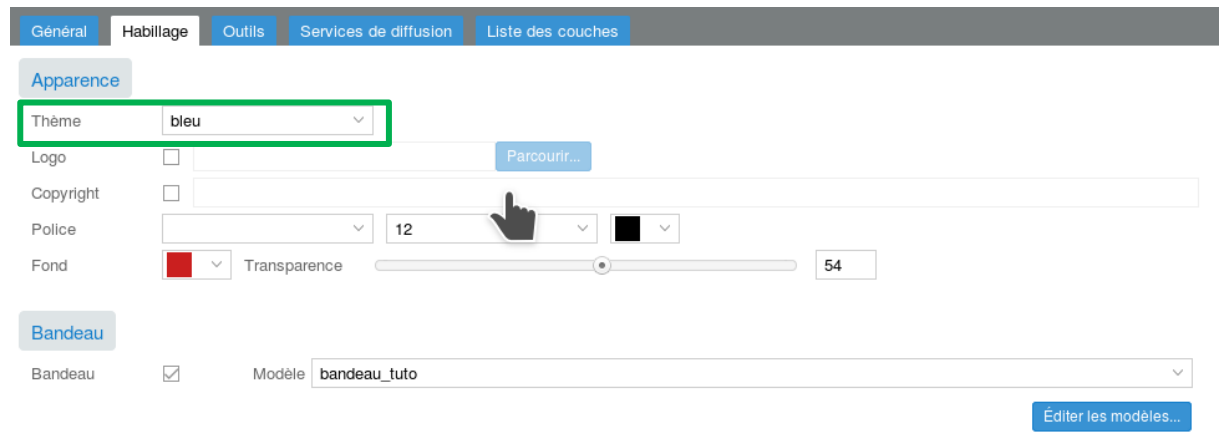 Général Habillage Outils Services de diffusion Liste des couches
Apparence
Thème bleu
Logo Parcourir...
Copyright
Police 12
Fond Transparence 54
Bandeau
Bandeau Modèle bandeau_tuto
Éditer les modèles...